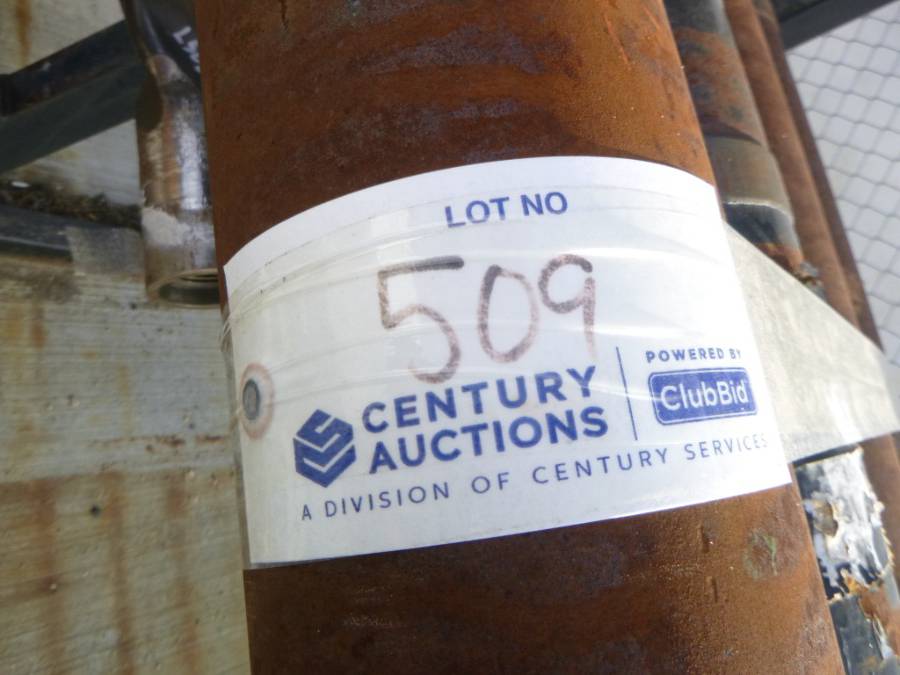 LOT NO
509
CENTURY
AUCTIONS
POWERED BY
ClubBid
A DIVISION OF CENTURY SERVICES